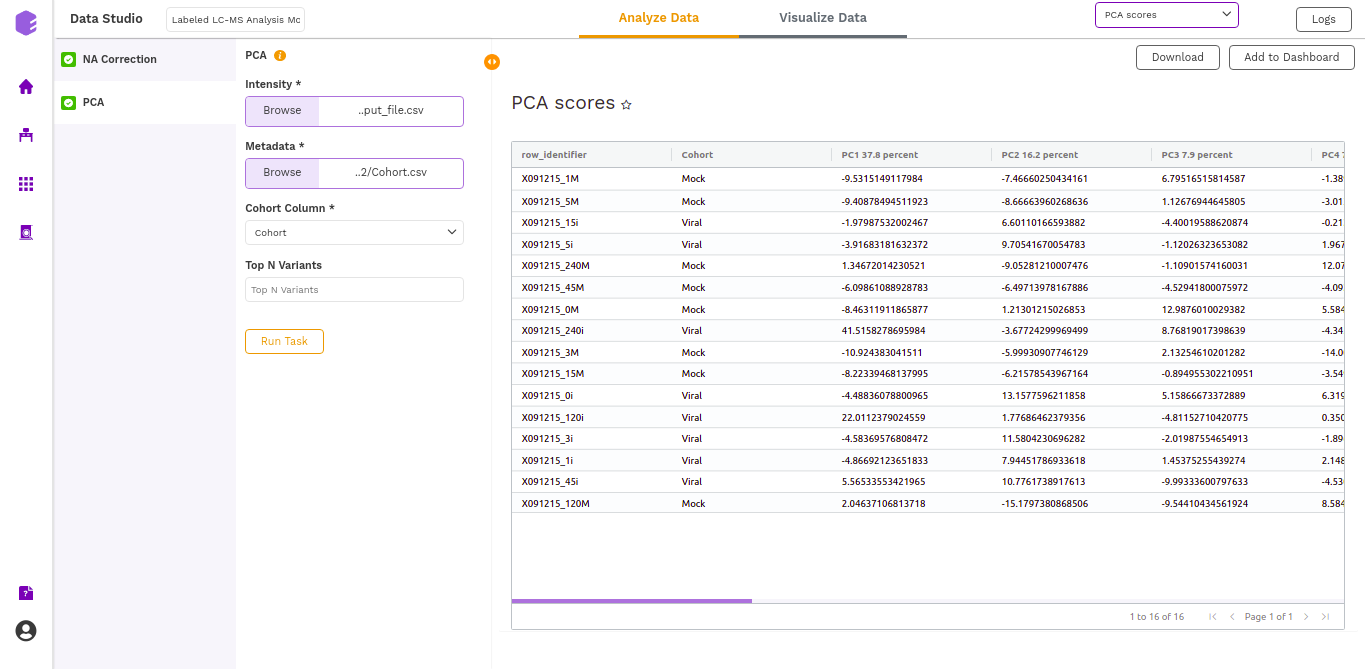 Data Studio
Labeled LC-MS Analysis Mo
Analyze Data
Visualize Data
PCA scores
Logs
NA Correction
PCA
PCA
Intensity *
Browse ..put_file.csv
Metadata *
Browse ..2/Cohort.csv
Cohort Column *
Cohort
Top N Variants
Top N Variants
Run Task
Download
Add to Dashboard
PCA scores
row_identifier Cohort PC1 37.8 percent PC2 16.2 percent PC3 7.9 percent PC4 7
X091215_1M Mock -9.5315149117984 -7.46660250434161 6.79516515814587 -1.38
X091215_5M Mock -9.40878494511923 -8.66663960268636 1.12676944645805 -3.01
X091215_15i Viral -1.97987532002467 6.60110166593882 -4.40019588620874 -0.21
X091215_5i Viral -3.91683181632372 9.70541670054783 -1.12026323653082 1.967
X091215_240M Mock 1.34672014230521 -9.05281210007476 -1.10901574160031 12.07
X091215_45M Mock -6.09861088928783 -6.49713978167886 -4.52941800075972 -4.09
X091215_0M Mock -8.46311911865877 1.21301215026853 12.9876010029382 5.584
X091215_240i Viral 41.5158278695984 -3.67724299969499 8.76819017398639 -4.34
X091215_3M Mock -10.924383041511 -5.99930907746129 2.13254610201282 -14.0
X091215_15M Mock -8.22339468137995 -6.21578543967164 -0.894955302210951 -3.54
X091215_0i Viral -4.48836078800965 13.1577596211858 5.15866673372889 6.319
X091215_120i Viral 22.0112379024559 1.77686462379356 -4.81152710420775 0.350
X091215_3i Viral -4.58369576808472 11.5804230696282 -2.01987554654913 -1.89
X091215_1i Viral -4.86692123651833 7.94451786933618 1.45375255439274 2.148
X091215_45i Viral 5.56533553421965 10.7761738917613 -9.99333600797633 -4.53
X091215_120M Mock 2.04637106813718 -15.1797380868506 -9.54410434561924 8.584
1 to 16 of 16 Page 1 of 1